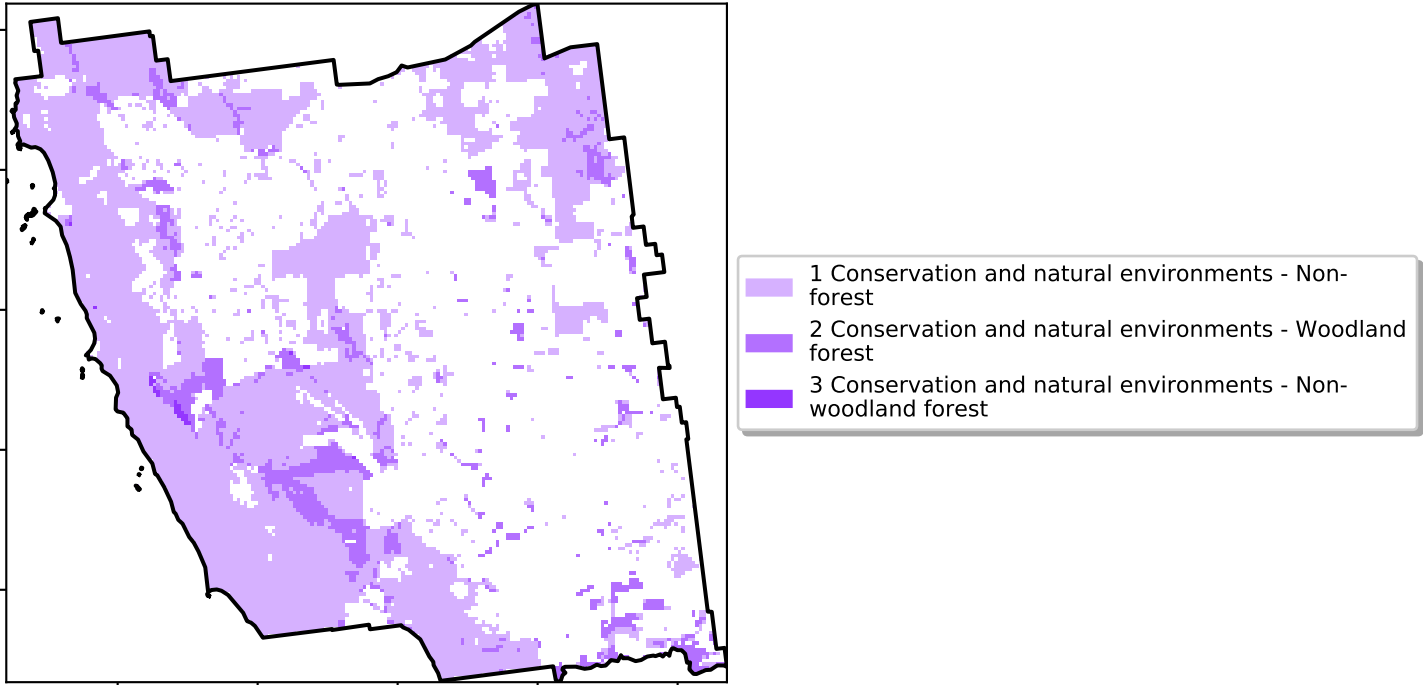 1 Conservation and natural environments - Non-
forest
2 Conservation and natural environments - Woodland
forest
3 Conservation and natural environments - Non-
woodland forest